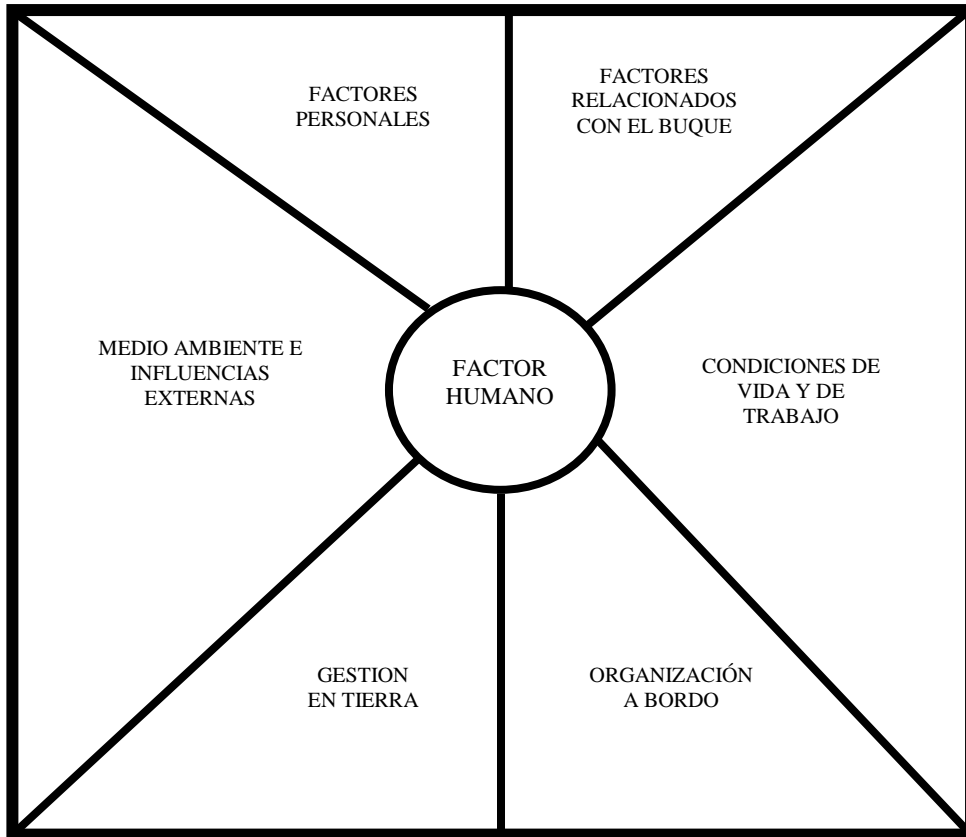 FACTORES
PERSONALES
FACTORES
RELACIONADOS
CON EL BUQUE
MEDIO AMBIENTE E
INFLUENCIAS
EXTERNAS
FACTOR
HUMANO
CONDICIONES DE
VIDA Y DE
TRABAJO
GESTION
EN TIERRA
ORGANIZACIÓN
A BORDO